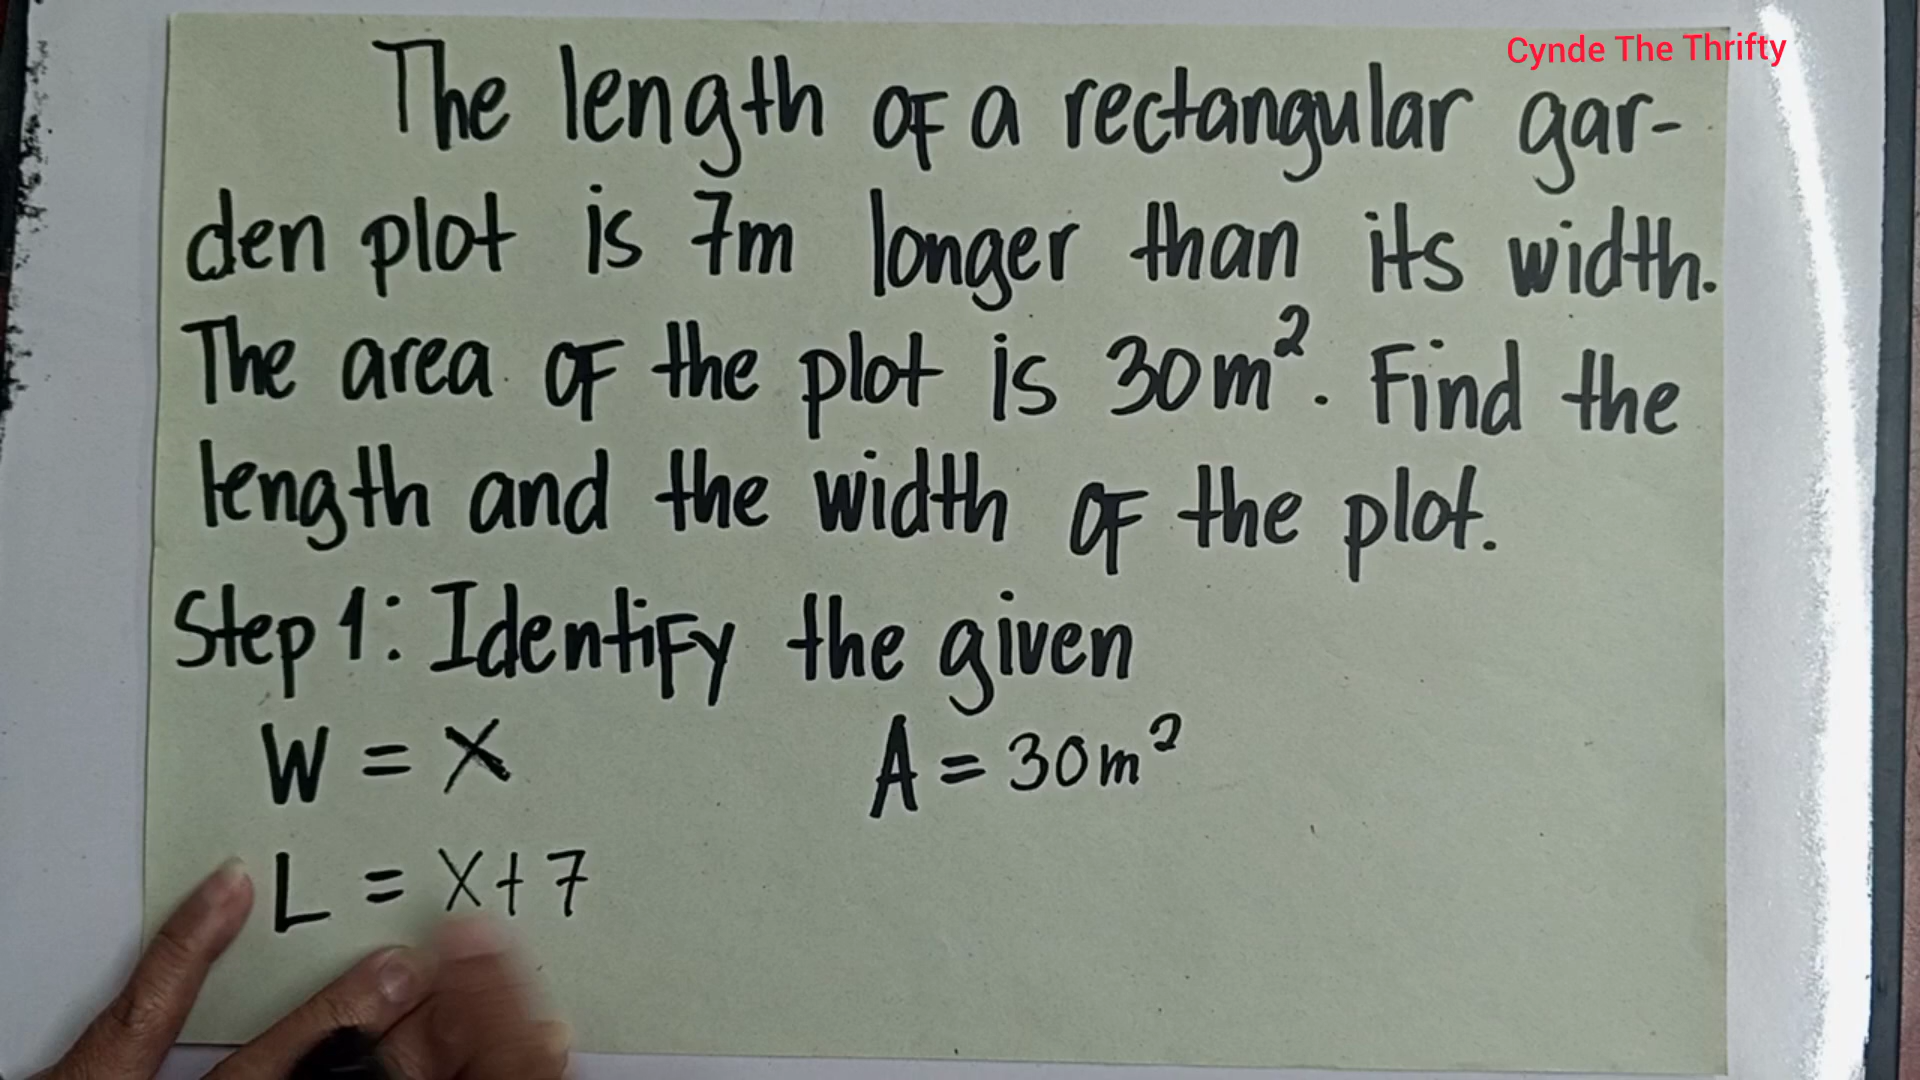 Cynde The Thrifty
The length of a rectangular gar-
den plot is 7m longer than its width.
The area of the plot is 30m². Find the
length and the width of the plot.
Step 1: Identify the given
W = X A = 30m²
L = X+7